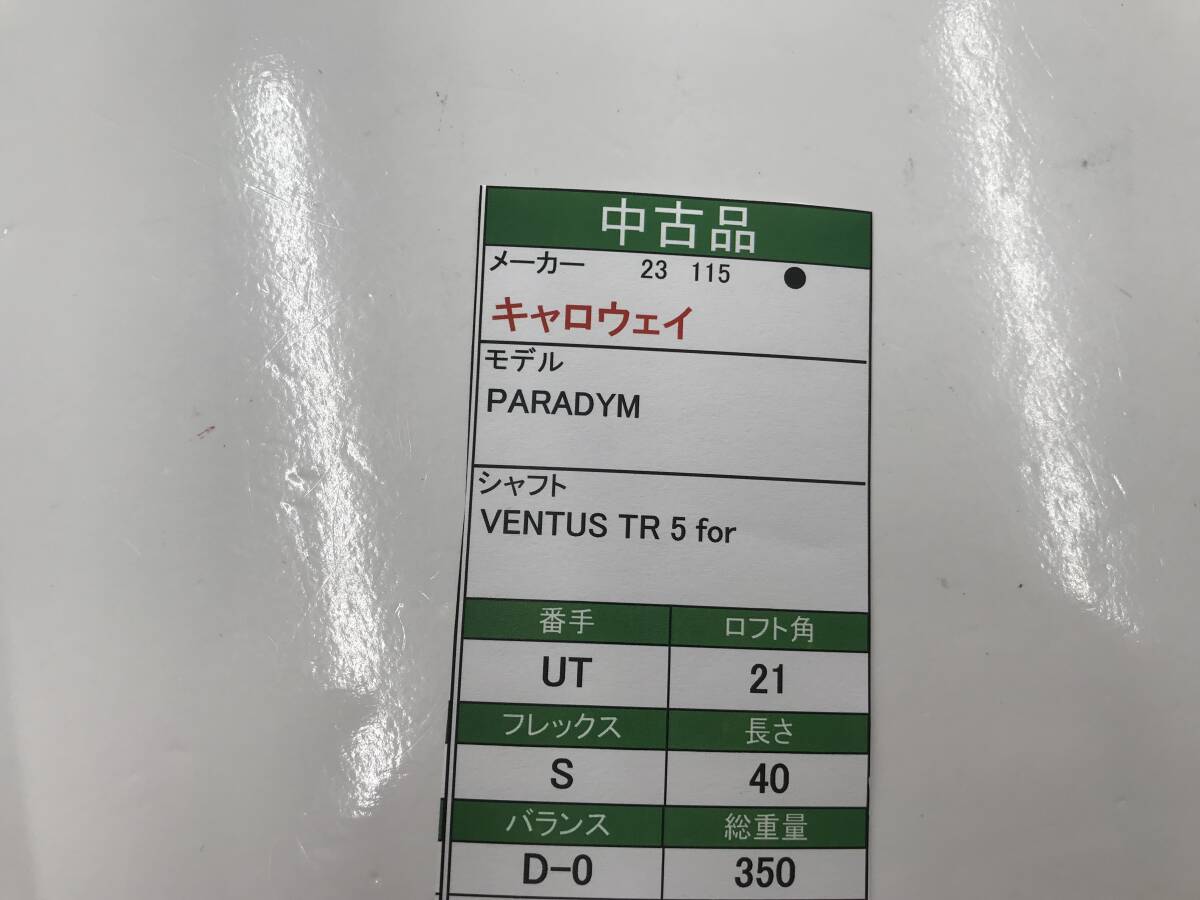 中古品
メーカー 23 115 ●
キャロウェイ
モデル
PARADYM
シャフト
VENTUS TR 5 for
番手 ロフト角
UT 21
フレックス 長さ
S 40
バランス 総重量
D-0 350